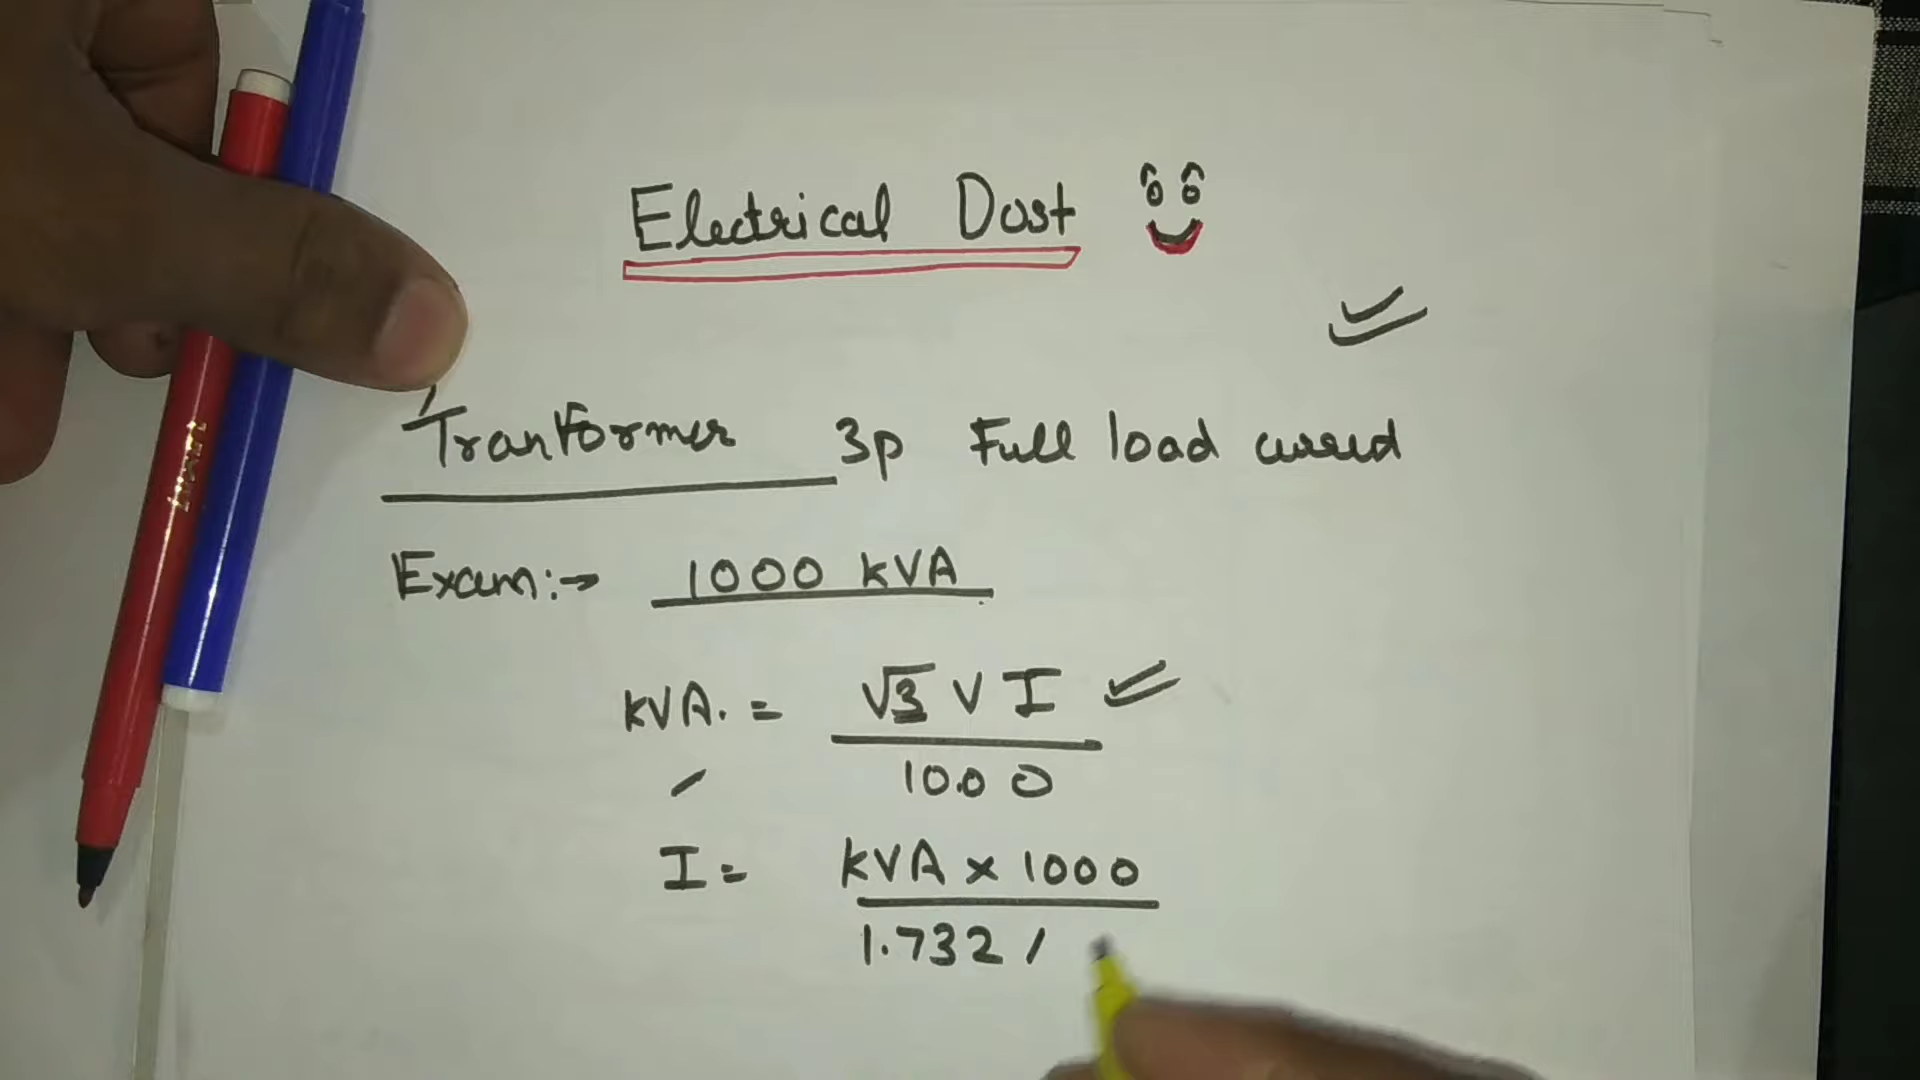 Electrical Dost
Tranformer 3p Full load current
Exam:→ 1000 kVA
kVA. = √3 V I
1000
I = kVA × 1000
1.732 /